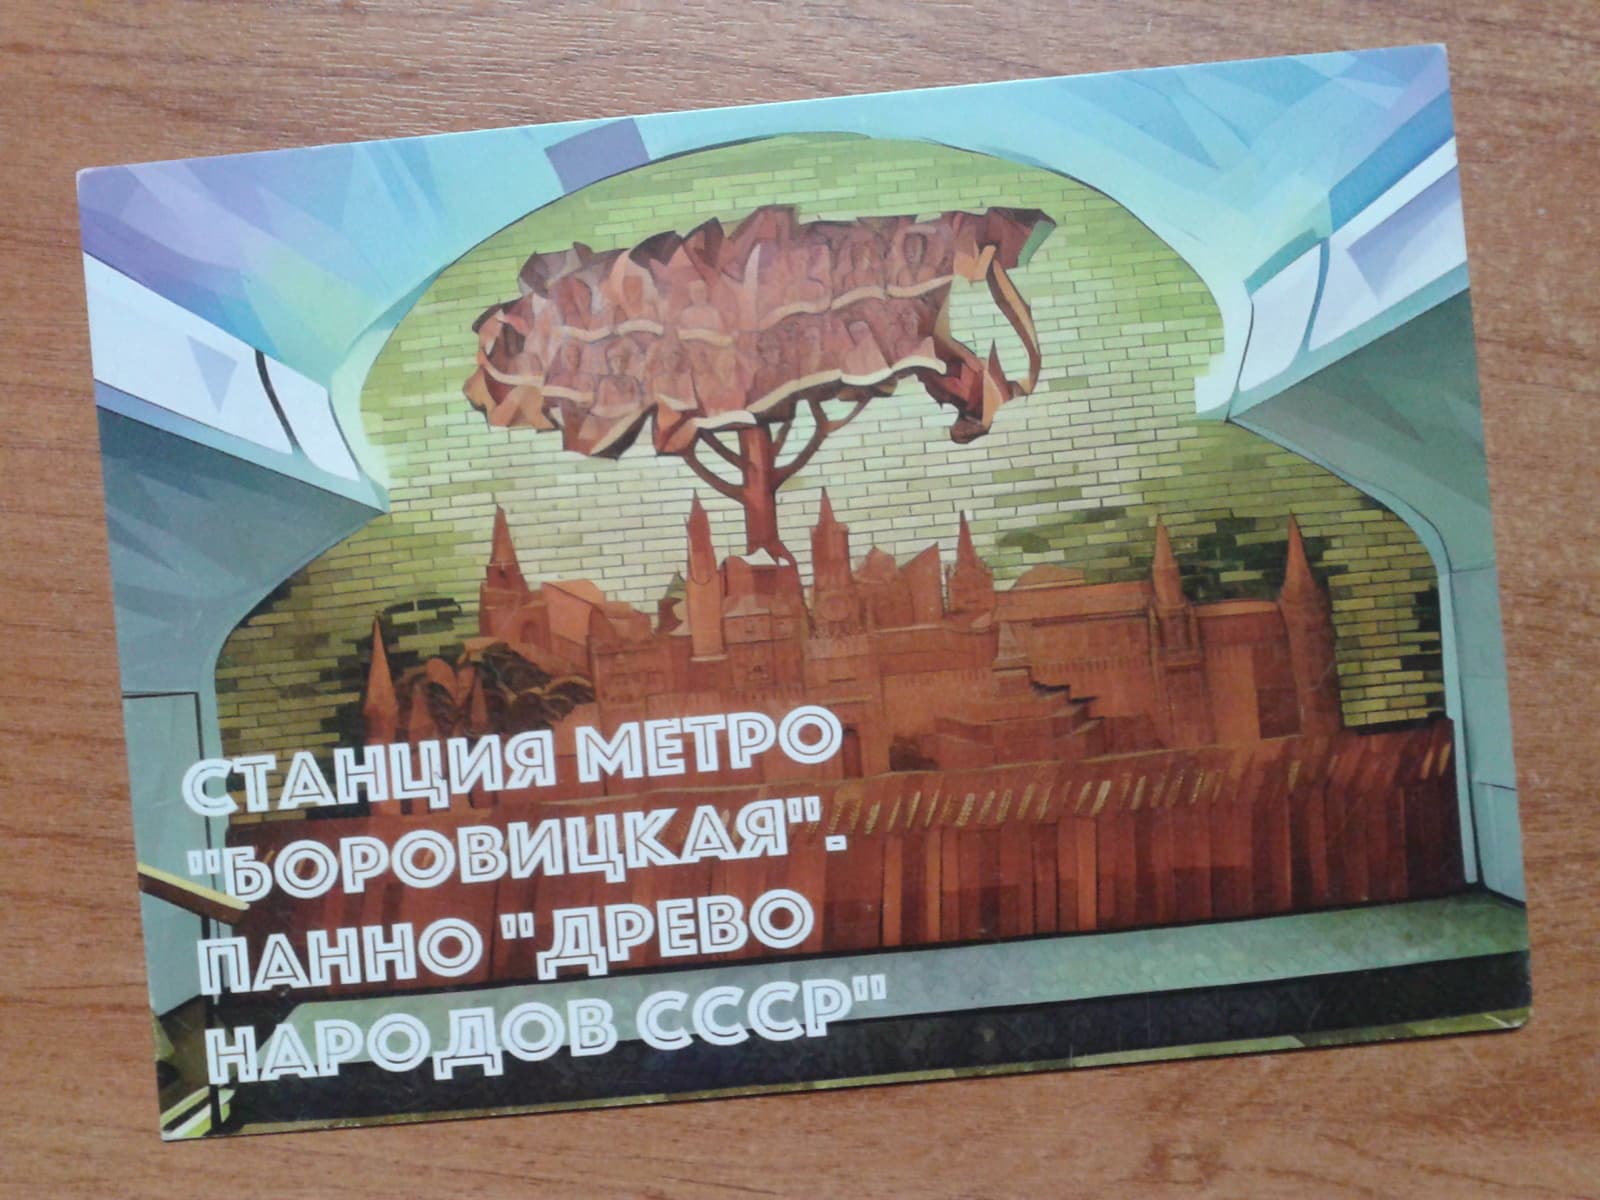 СТАНЦИЯ МЕТРО
"БОРОВИЦКАЯ".
ПАННО "ДРЕВО
НАРОДОВ СССР"